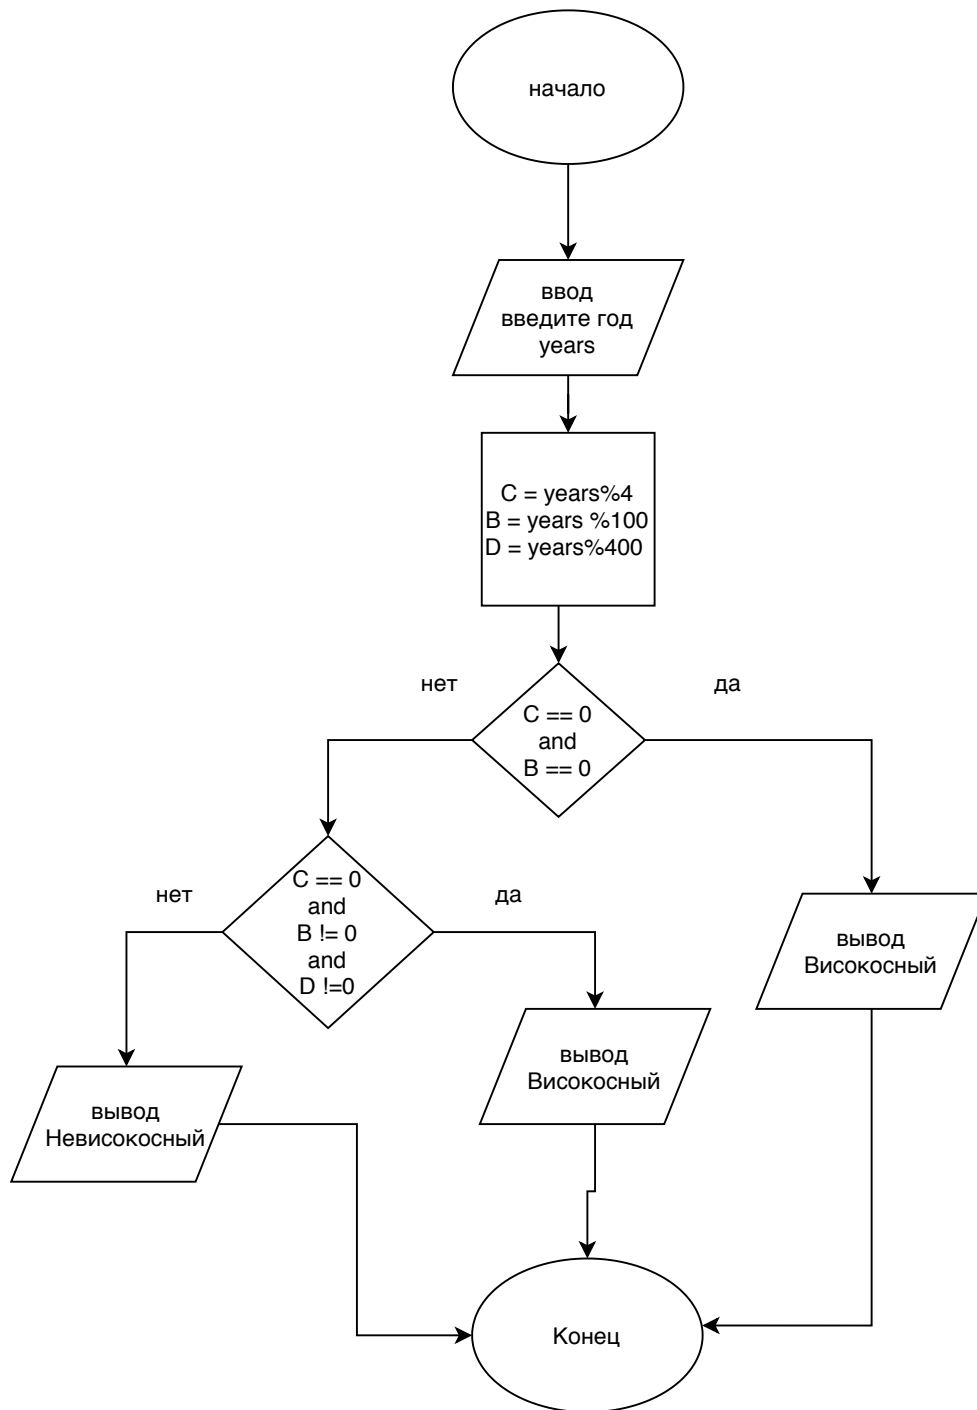 начало
ввод
введите год
years
C = years%4
B = years %100
D = years%400
нет
да
C == 0
and
B == 0
нет
да
C == 0
and
B != 0
and
D !=0
вывод
Високосный
вывод
Високосный
вывод
Невисокосный
Конец